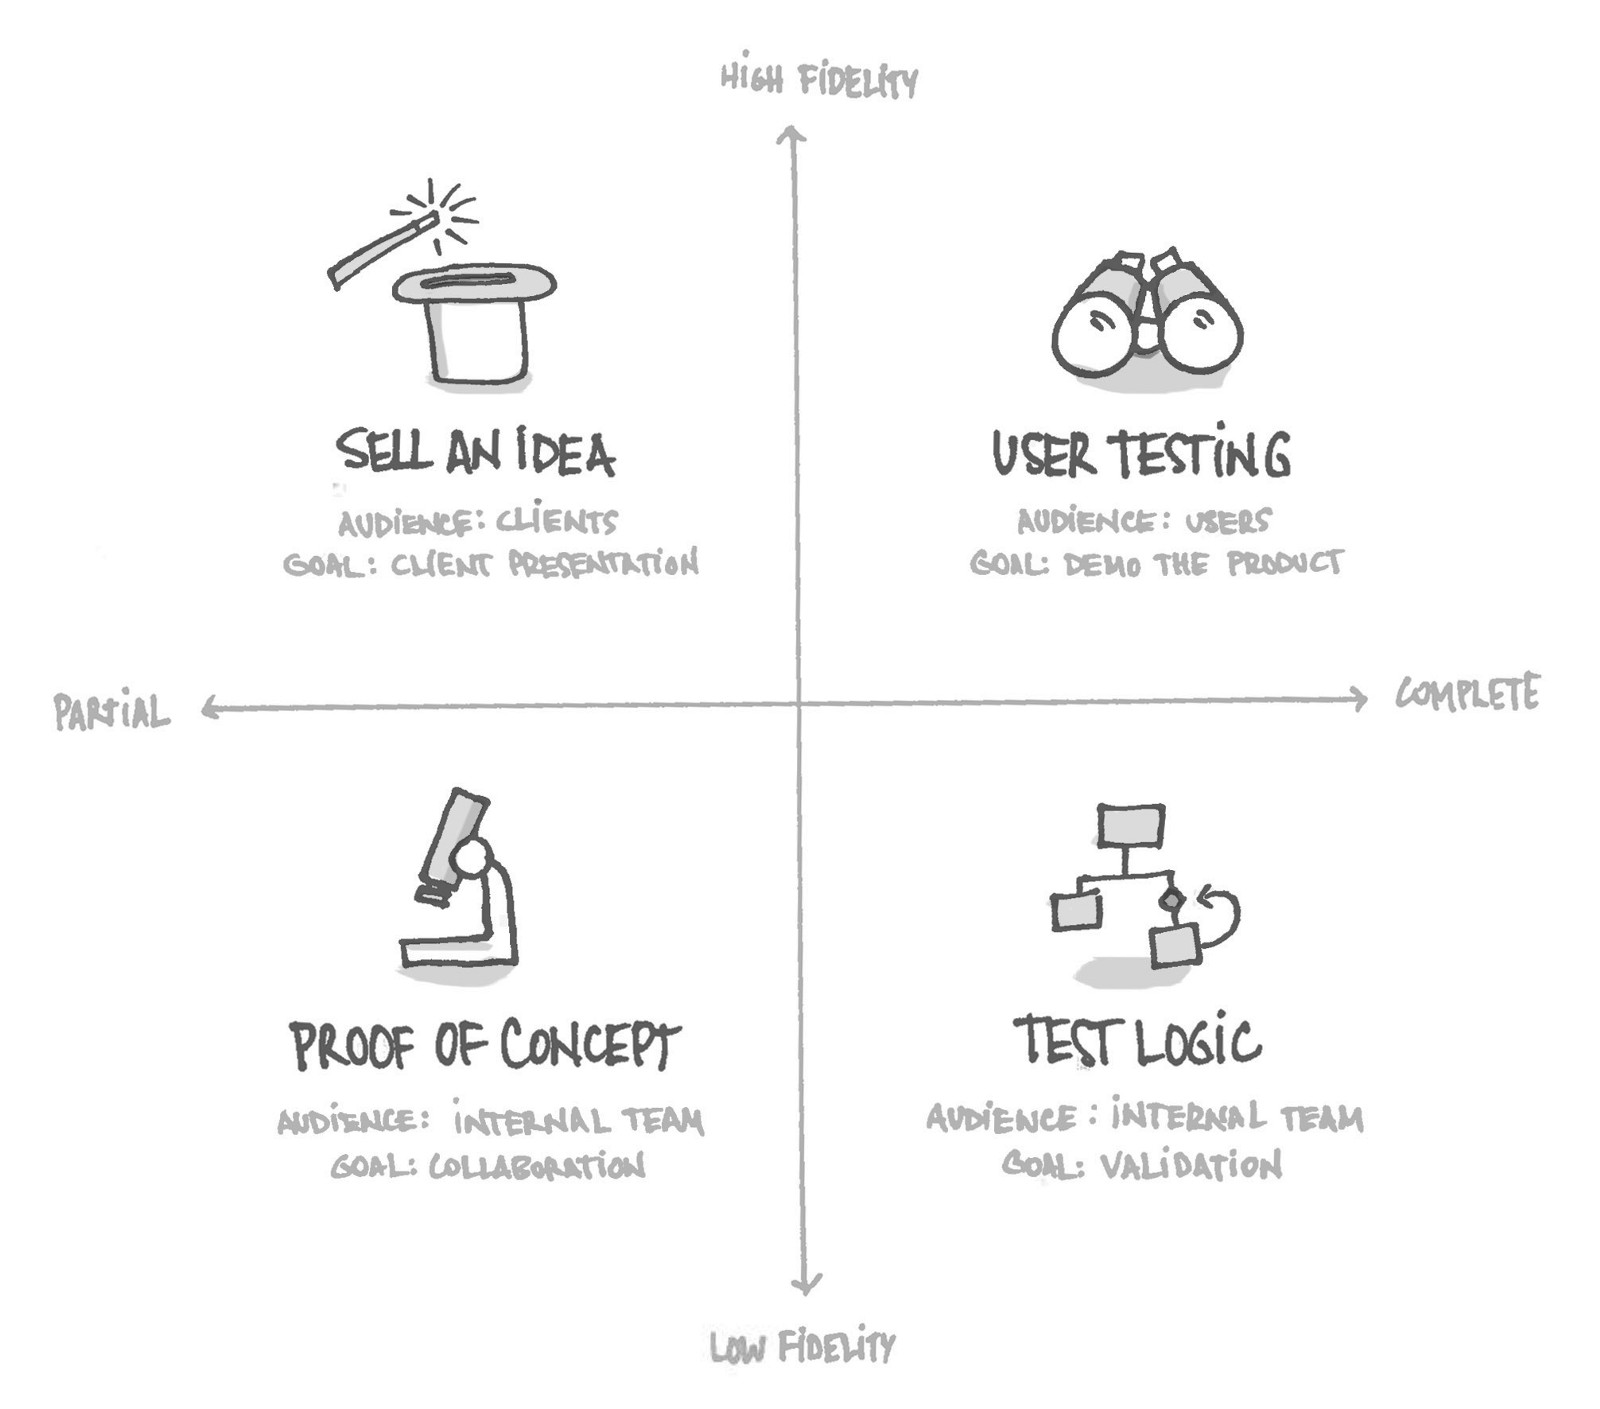 HIGH FIDELITY
SELL AN IDEA
AUDIENCE: CLIENTS
GOAL: CLIENT PRESENTATION
USER TESTING
AUDIENCE: USERS
GOAL: DEMO THE PRODUCT
PARTIAL
COMPLETE
PROOF OF CONCEPT
AUDIENCE: INTERNAL TEAM
GOAL: COLLABORATION
TEST LOGIC
AUDIENCE: INTERNAL TEAM
GOAL: VALIDATION
LOW FIDELITY